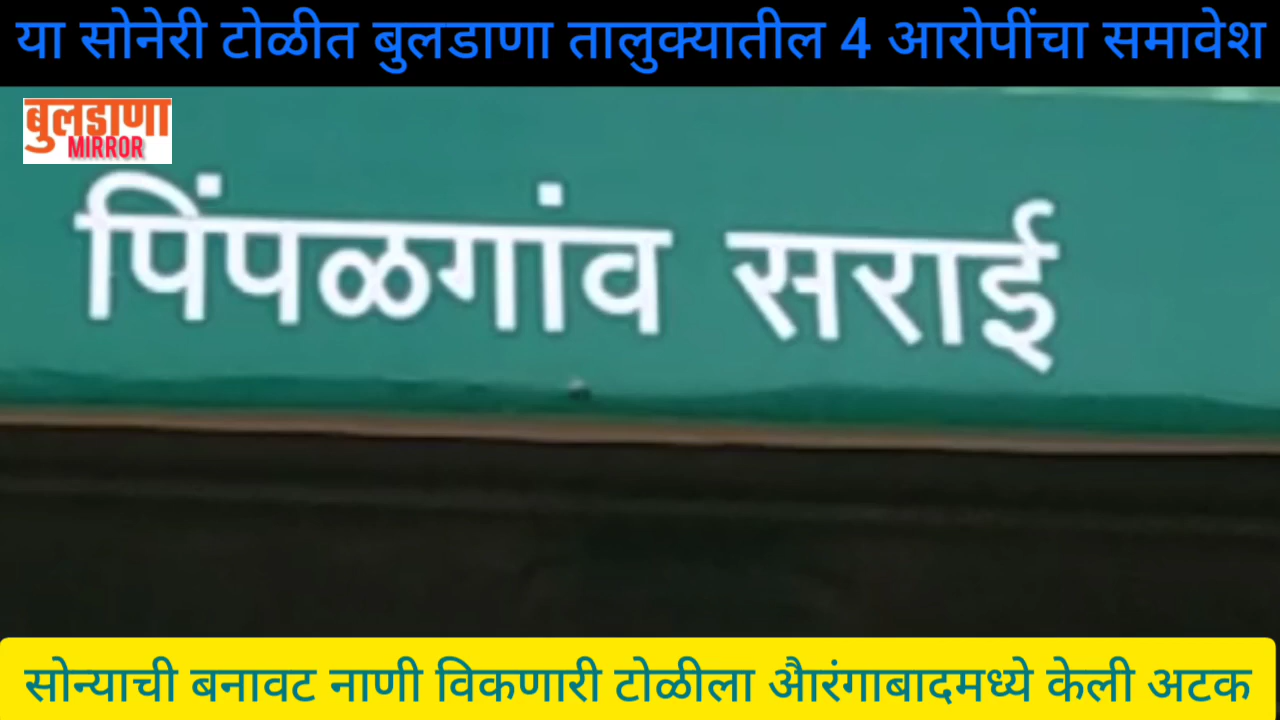 या सोनेरी टोळीत बुलडाणा तालुक्यातील 4 आरोपींचा समावेश
बुलडाणा
MIRROR
पिंपळगांव सराई
सोन्याची बनावट नाणी विकणारी टोळीला औरंगाबादमध्ये केली अटक